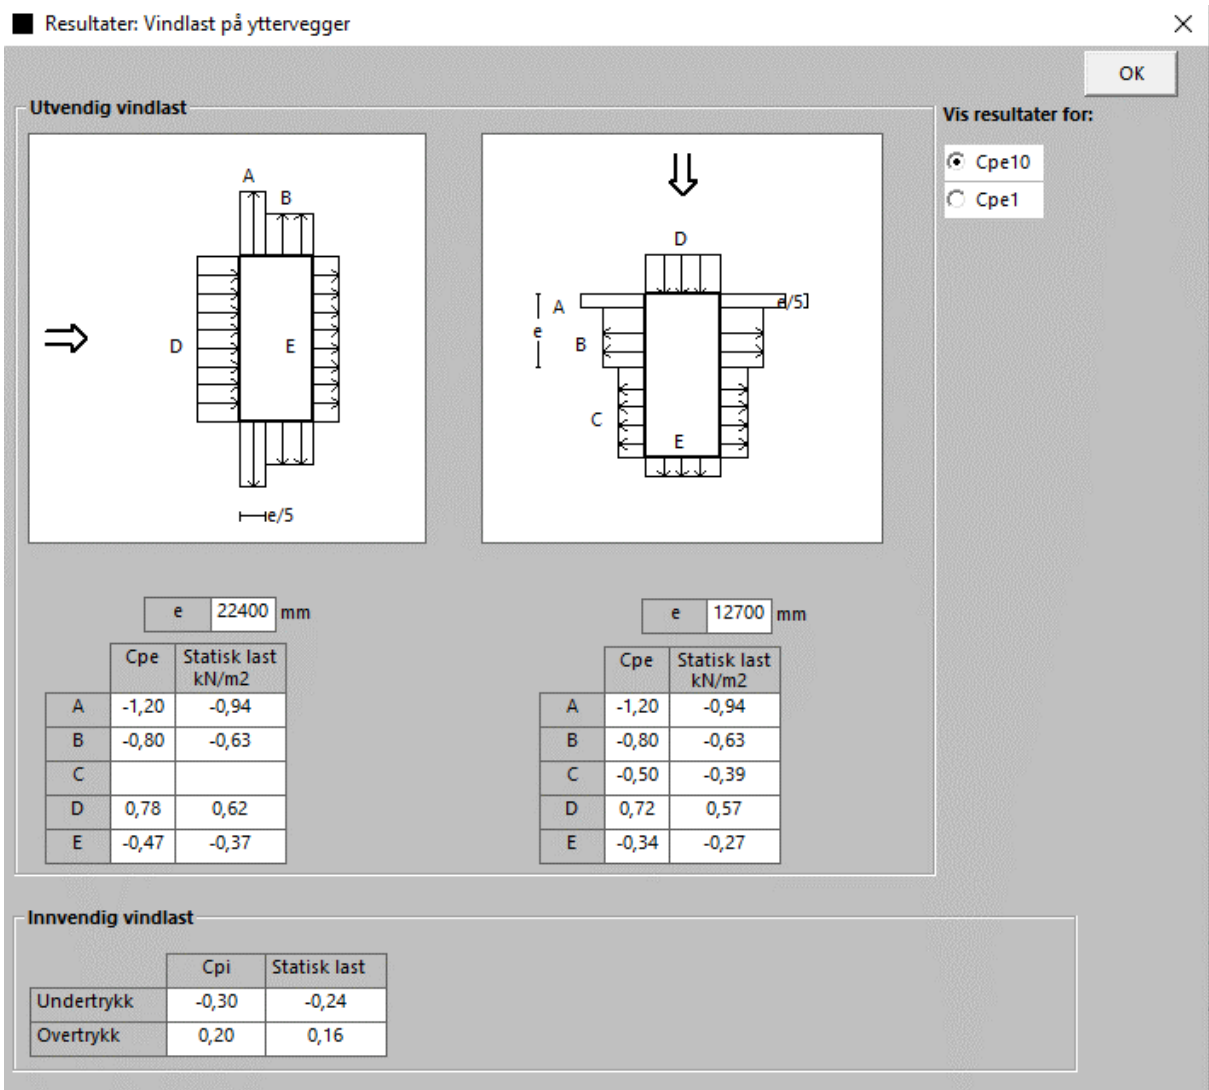 Resultater: Vindlast på yttervegger
OK
Utvendig vindlast
Vis resultater for:
Cpe10
Cpe1
A
B
D
E
e/5
D
A
e/5
e
B
C
E
e 22400 mm
Cpe Statisk last kN/m2
A -1,20 -0,94
B -0,80 -0,63
C
D 0,78 0,62
E -0,47 -0,37
e 12700 mm
Cpe Statisk last kN/m2
A -1,20 -0,94
B -0,80 -0,63
C -0,50 -0,39
D 0,72 0,57
E -0,34 -0,27
Innvendig vindlast
Cpi Statisk last
Undertrykk -0,30 -0,24
Overtrykk 0,20 0,16